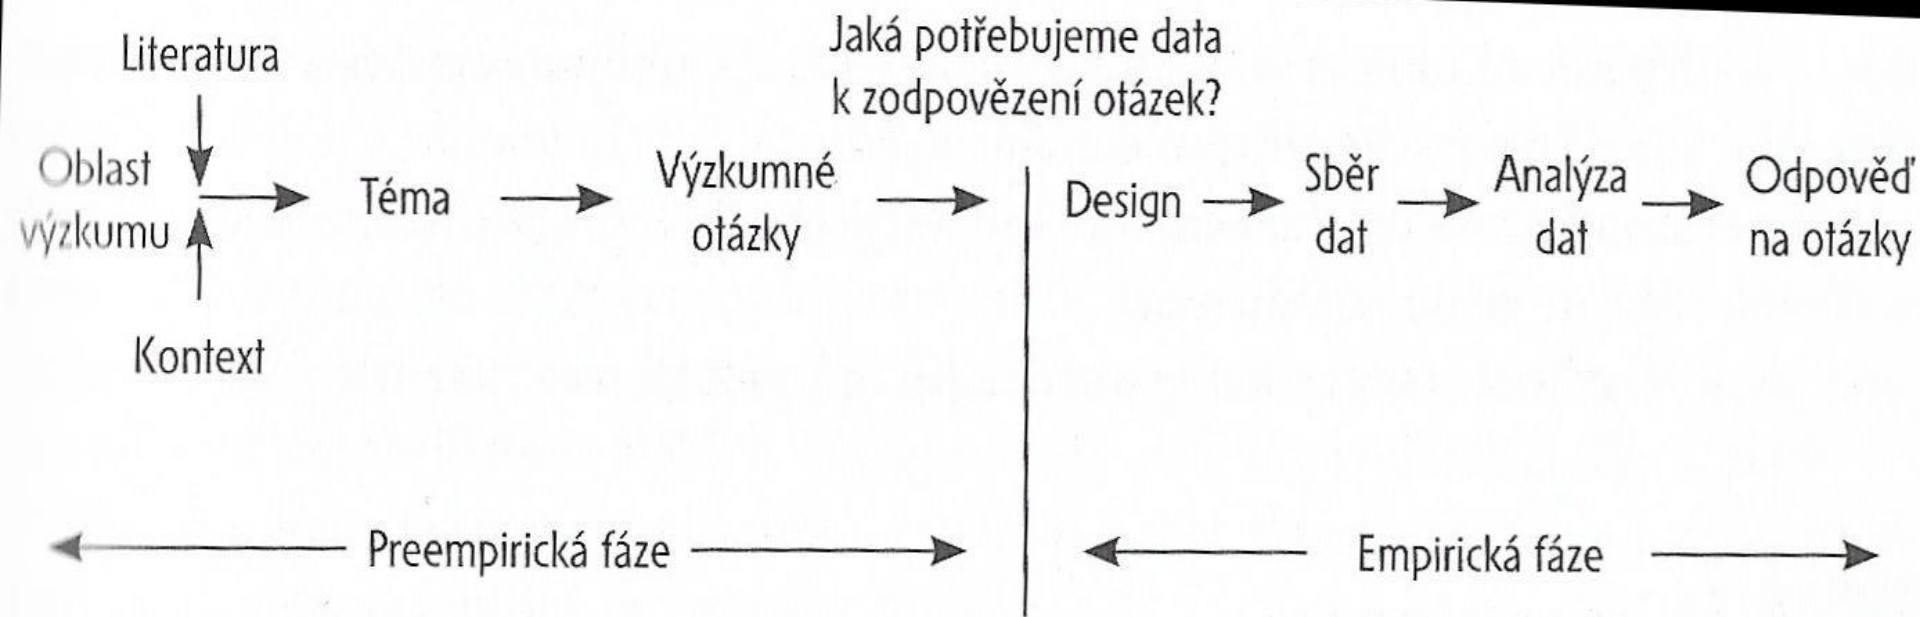 Literatura
Jaká potřebujeme data
k zodpovězení otázek?
Oblast
výzkumu
Téma
Výzkumné
otázky
Design
Sběr
dat
Analýza
dat
Odpověď
na otázky
Kontext
Preempirická fáze
Empirická fáze